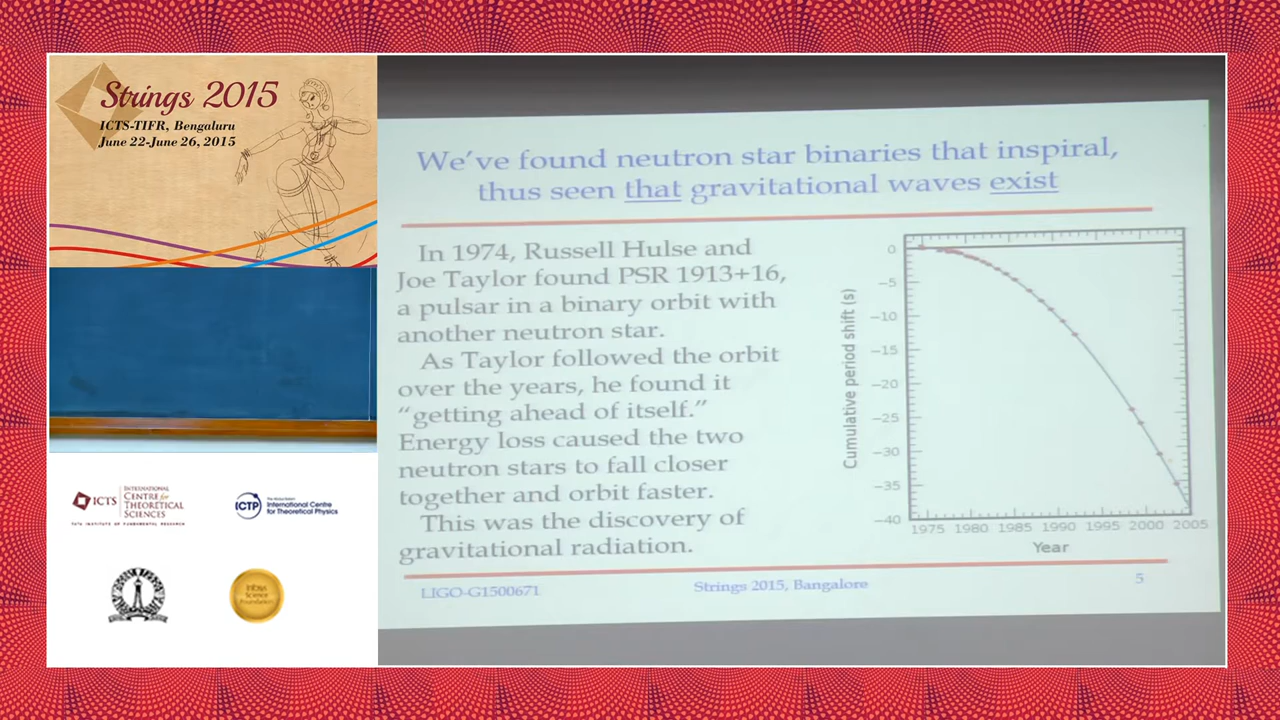 Strings 2015
ICTS-TIFR, Bengaluru
June 22-June 26, 2015
ICTS
INTERNATIONAL
CENTRE for
THEORETICAL
SCIENCES
TATA INSTITUTE OF FUNDAMENTAL RESEARCH
ICTP
International Centre
for Theoretical Physics
Infosys
Science
Foundation
We've found neutron star binaries that inspiral,
thus seen that gravitational waves exist
In 1974, Russell Hulse and
Joe Taylor found PSR 1913+16,
a pulsar in a binary orbit with
another neutron star.
As Taylor followed the orbit
over the years, he found it
“getting ahead of itself.”
Energy loss caused the two
neutron stars to fall closer
together and orbit faster.
This was the discovery of
gravitational radiation.
Cumulative period shift (s)
0
−5
−10
−15
−20
−25
−30
−35
−40
1975 1980 1985 1990 1995 2000 2005
Year
LIGO-G1500671 Strings 2015, Bangalore 5